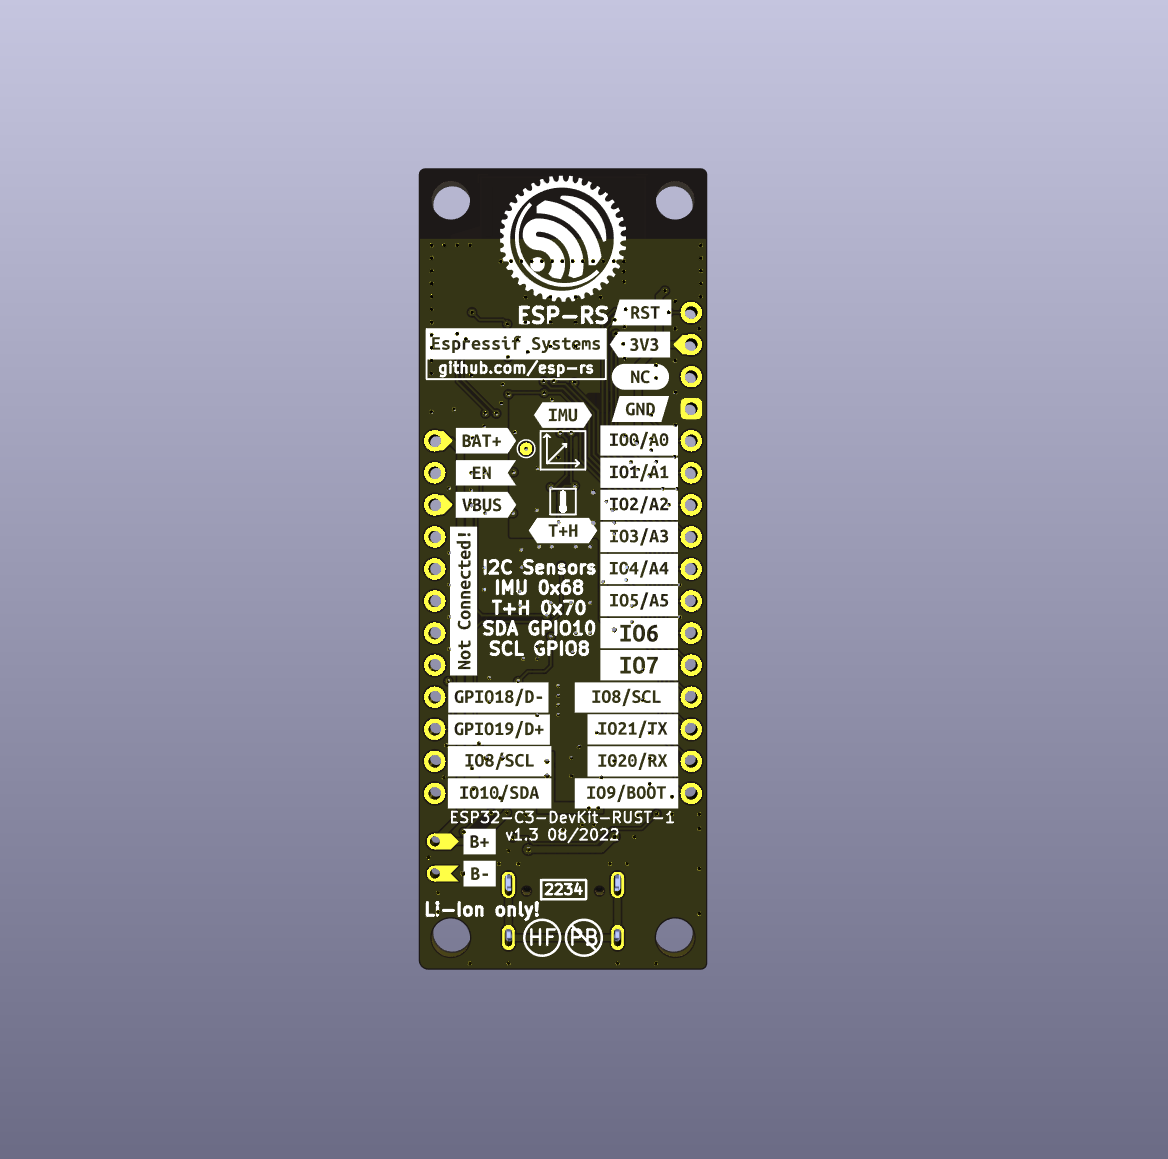 ESP-RS
RST
Espressif Systems
3V3
github.com/esp-rs
NC
IMU
GND
BAT+
IO0/A0
EN
IO1/A1
VBUS
IO2/A2
T+H
IO3/A3
Not Connected!
I2C Sensors
IMU 0x68
T+H 0x70
SDA GPIO10
SCL GPIO8
IO4/A4
IO5/A5
IO6
IO7
GPIO18/D-
IO8/SCL
GPIO19/D+
IO21/TX
IO8/SCL
IO20/RX
IO10/SDA
IO9/BOOT
ESP32-C3-DevKit-RUST-1
v1.3 08/2022
B+
B-
2234
Li-Ion only!
HF
PB